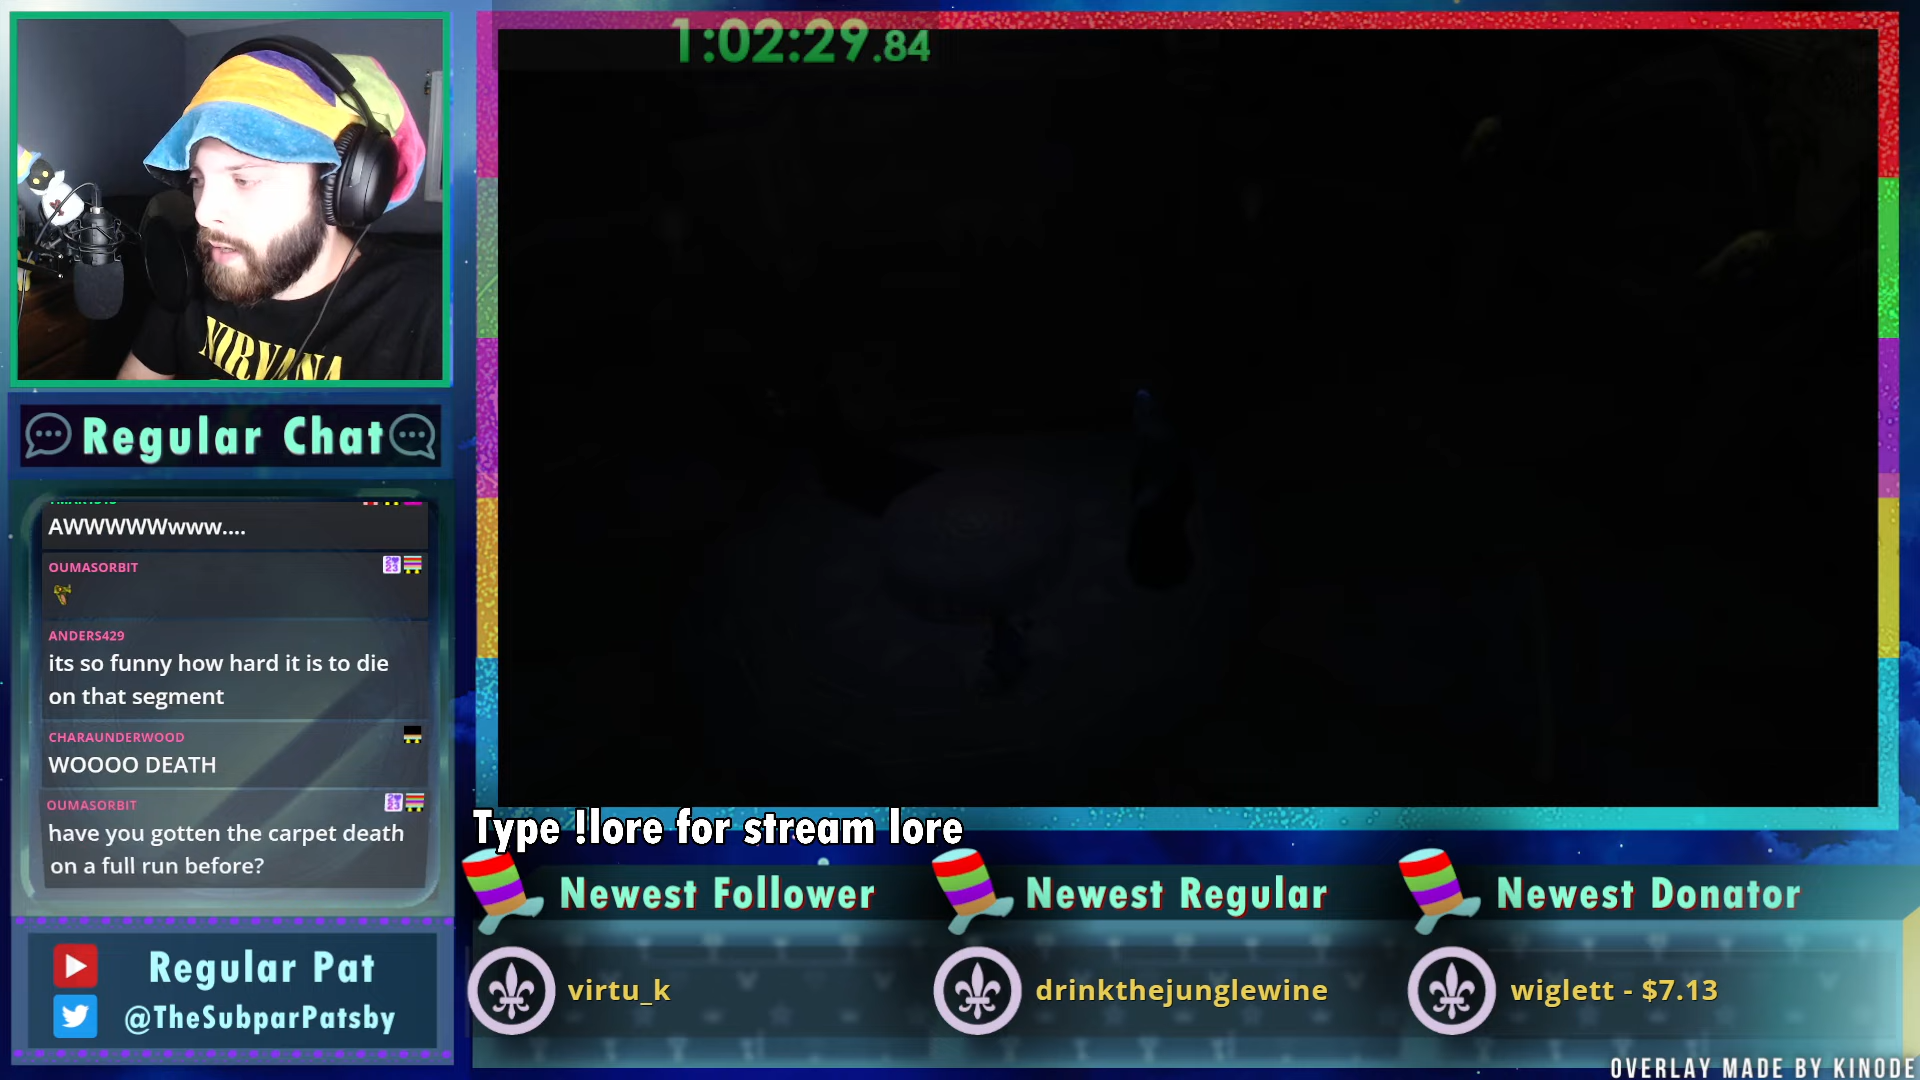 1:02:29.84
NIRVANA
Regular Chat
AWWWWWwww....
OUMASORBIT
ANDERS429
its so funny how hard it is to die
on that segment
CHARAUNDERWOOD
WOOOO DEATH
OUMASORBIT
have you gotten the carpet death
on a full run before?
Regular Pat
@TheSubparPatsby
Type !lore for stream lore
Newest Follower
virtu_k
Newest Regular
drinkthejunglewine
Newest Donator
wiglett - $7.13
OVERLAY MADE BY KINODE